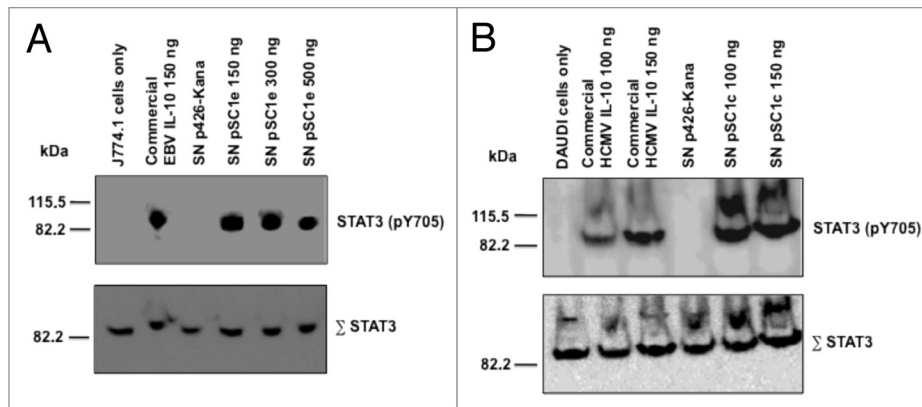 A
J774.1 cells only
Commercial
EBV IL-10 150 ng
SN p426-Kana
SN pSC1e 150 ng
SN pSC1e 300 ng
SN pSC1e 500 ng
kDa
115.5
82.2
STAT3 (pY705)
82.2
∑ STAT3
B
DAUDI cells only
Commercial
HCMV IL-10 100 ng
Commercial
HCMV IL-10 150 ng
SN p426-Kana
SN pSC1c 100 ng
SN pSC1c 150 ng
kDa
115.5
82.2
STAT3 (pY705)
82.2
∑ STAT3